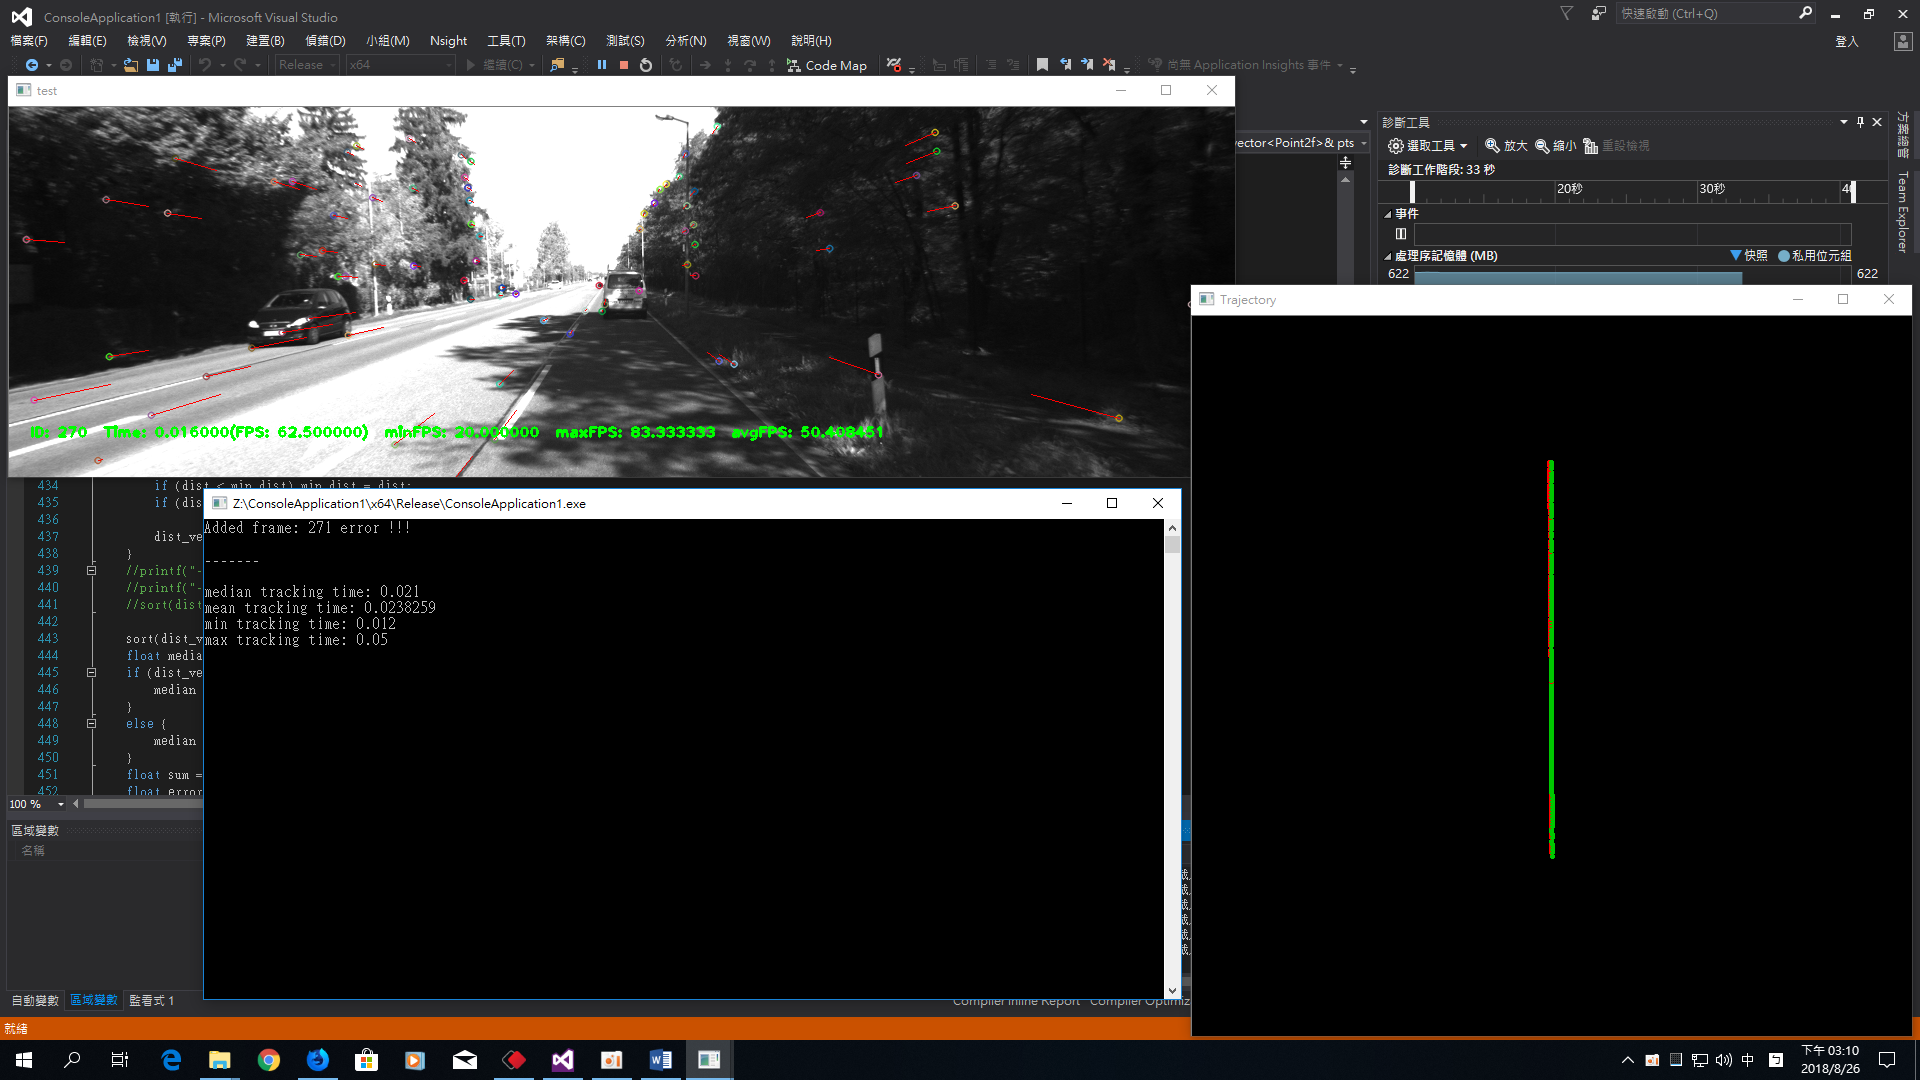 ConsoleApplication1 [執行] - Microsoft Visual Studio
快速啟動 (Ctrl+Q)
檔案(F) 編輯(E) 檢視(V) 專案(P) 建置(B) 偵錯(D) 小組(M) Nsight 工具(T) 架構(C) 測試(S) 分析(N) 視窗(W) 說明(H)
登入
Release x64 繼續(C) Code Map 尚無 Application Insights 事件
test
vector<Point2f>& pts
診斷工具
選取工具 放大 縮小 重設檢視
診斷工作階段: 33 秒
20秒 30秒 40
事件
處理序記憶體 (MB) 快照 私用位元組
622 622
方案總管
Team Explorer
ID: 270 Time: 0.016000(FPS: 62.500000) minFPS: 20.000000 maxFPS: 83.333333 avgFPS: 50.408451
Trajectory
434 if (dist < min_dist) min_dist = dist;
435 if (dis
436
437 dist_ve
438 }
439 //printf("-
440 //printf("-
441 //sort(dist
442
443 sort(dist_v
444 float media
445 if (dist_ve
446 median
447 }
448 else {
449 median
450 }
451 float sum =
452 float error
100 %
Z:\ConsoleApplication1\x64\Release\ConsoleApplication1.exe
Added frame: 271 error !!!
-------
median tracking time: 0.021
mean tracking time: 0.0238259
min tracking time: 0.012
max tracking time: 0.05
區域變數
名稱
自動變數 區域變數 監看式 1
Compiler Inline Report Compiler Optimiz
就緒
中
下午 03:10
2018/8/26